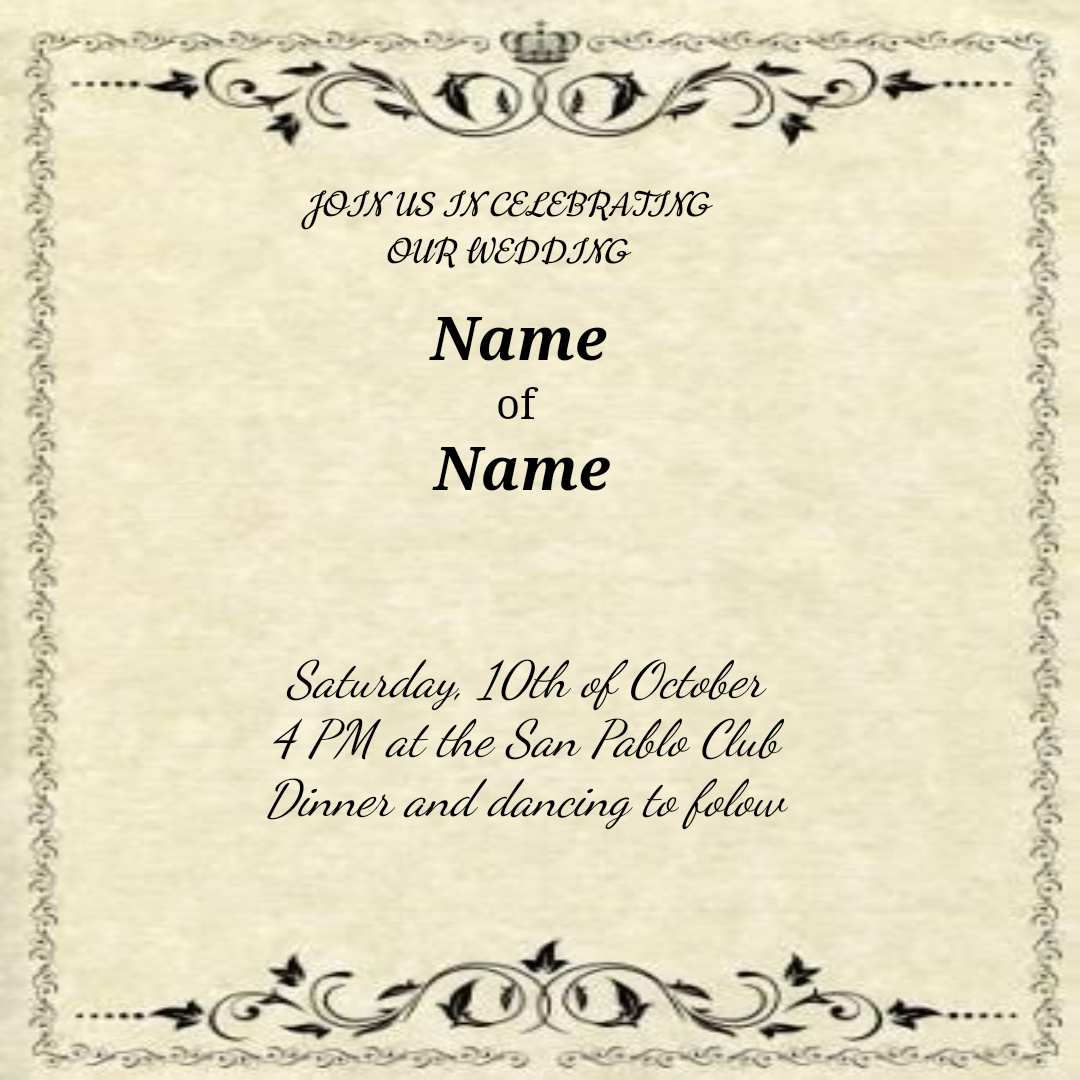 JOIN US IN CELEBRATING
OUR WEDDING
Name
of
Name
Saturday, 10th of October
4 PM at the San Pablo Club
Dinner and dancing to folow